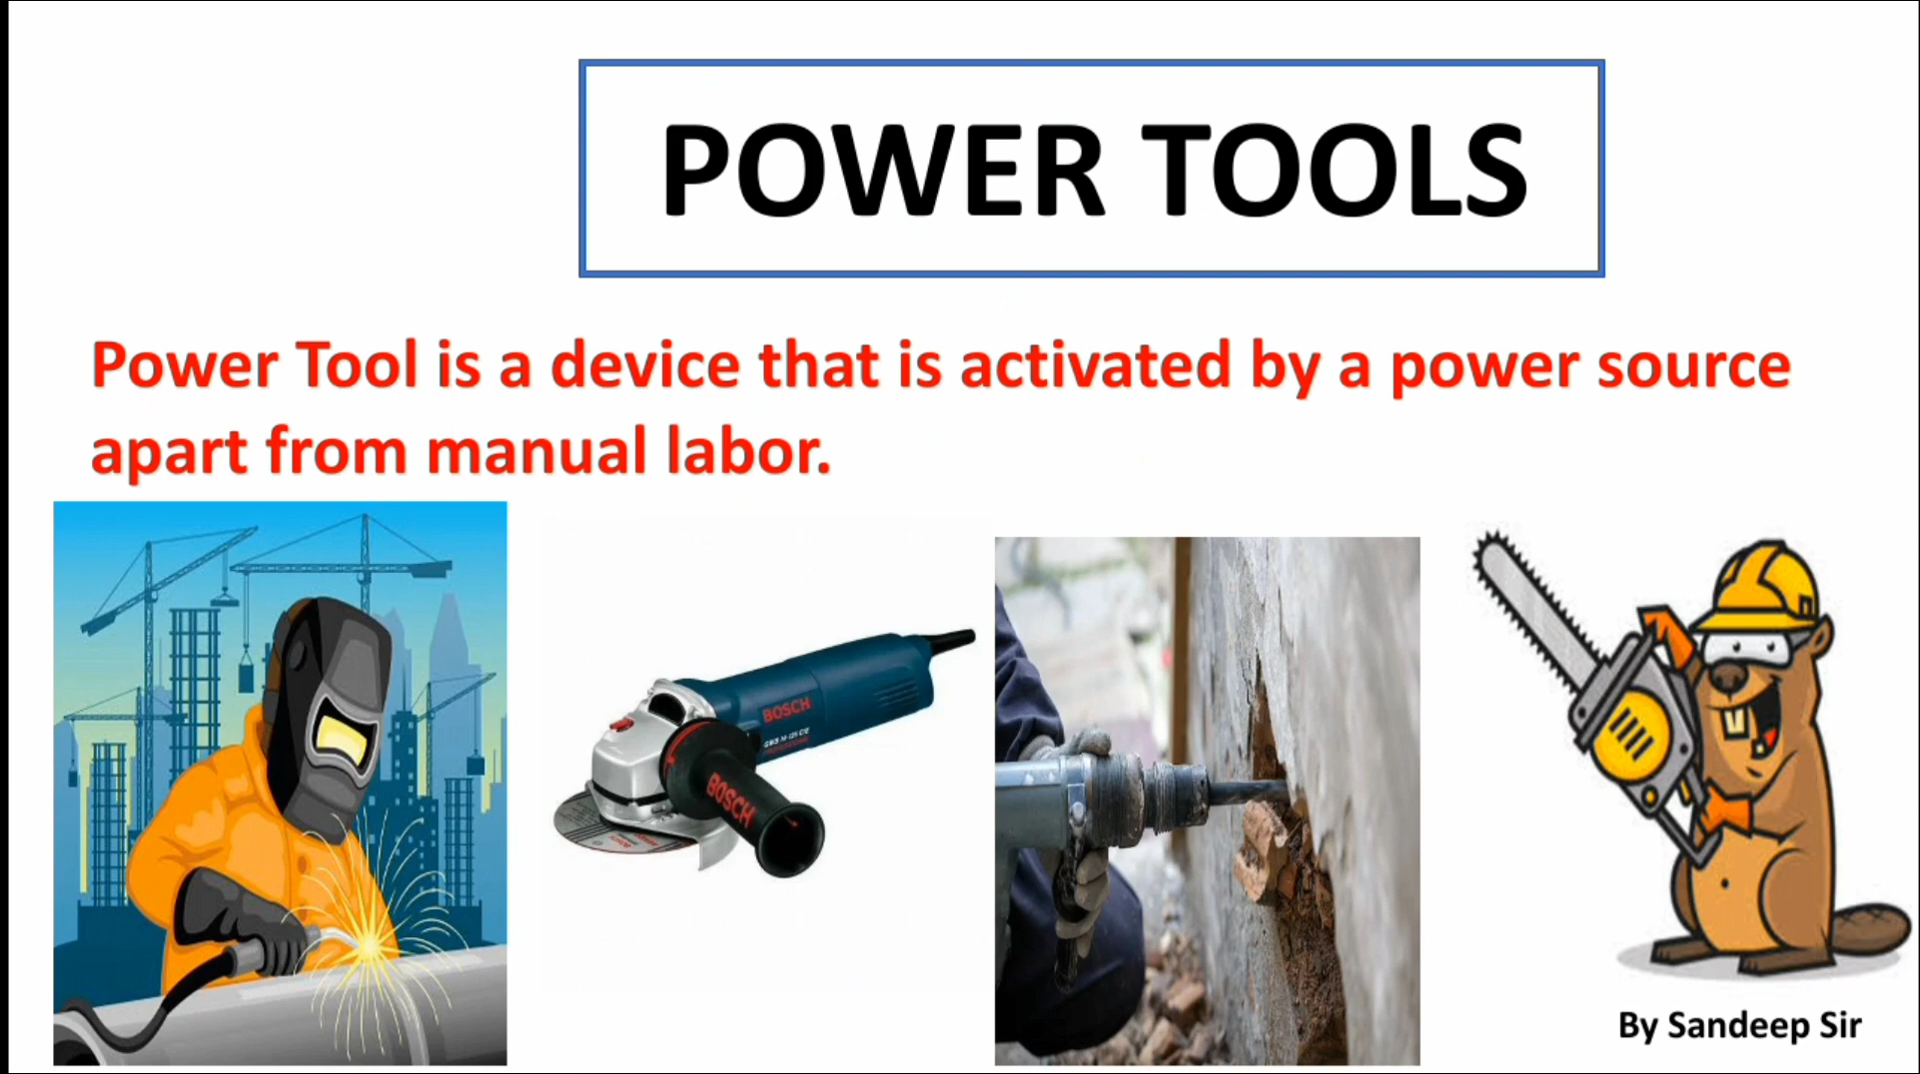 POWER TOOLS
Power Tool is a device that is activated by a power source
apart from manual labor.
BOSCH
BOSCH
By Sandeep Sir